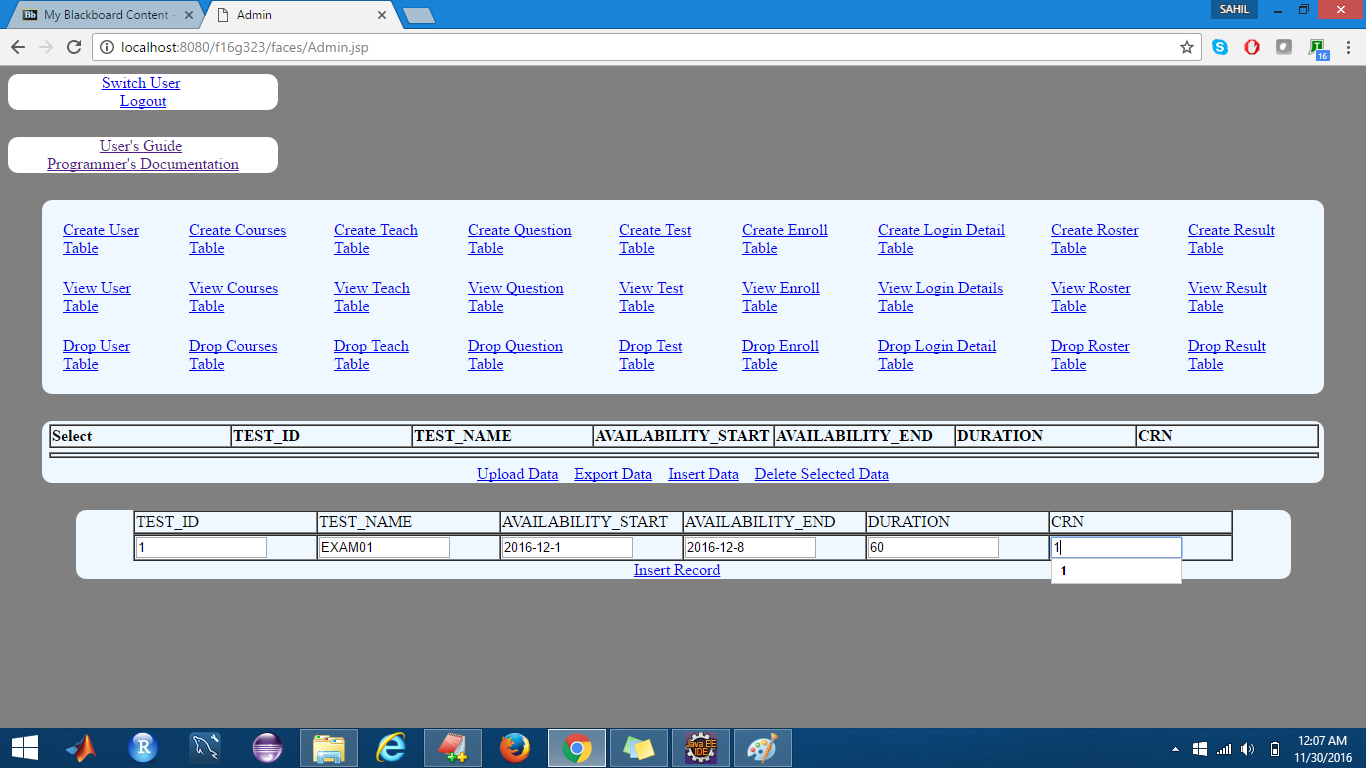 My Blackboard Content -
Admin
SAHIL
localhost:8080/f16g323/faces/Admin.jsp
16
Switch User
Logout
User's Guide
Programmer's Documentation
Create User Table
Create Courses Table
Create Teach Table
Create Question Table
Create Test Table
Create Enroll Table
Create Login Detail Table
Create Roster Table
Create Result Table
View User Table
View Courses Table
View Teach Table
View Question Table
View Test Table
View Enroll Table
View Login Details Table
View Roster Table
View Result Table
Drop User Table
Drop Courses Table
Drop Teach Table
Drop Question Table
Drop Test Table
Drop Enroll Table
Drop Login Detail Table
Drop Roster Table
Drop Result Table
Select TEST_ID TEST_NAME AVAILABILITY_START AVAILABILITY_END DURATION CRN
Upload Data Export Data Insert Data Delete Selected Data
TEST_ID TEST_NAME AVAILABILITY_START AVAILABILITY_END DURATION CRN
1 EXAM01 2016-12-1 2016-12-8 60 1
1
Insert Record
Java EE
IDE
12:07 AM
11/30/2016